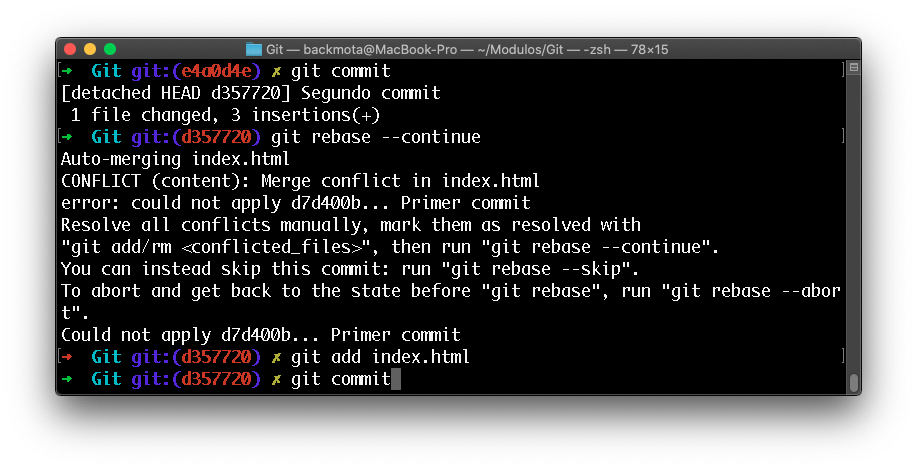 Git — backmota@MacBook-Pro — ~/Modulos/Git — -zsh — 78×15
[➜  Git git:(e4a0d4e) ✗ git commit ]
[detached HEAD d357720] Segundo commit
 1 file changed, 3 insertions(+)
[➜  Git git:(d357720) git rebase --continue ]
Auto-merging index.html
CONFLICT (content): Merge conflict in index.html
error: could not apply d7d400b... Primer commit
Resolve all conflicts manually, mark them as resolved with
"git add/rm <conflicted_files>", then run "git rebase --continue".
You can instead skip this commit: run "git rebase --skip".
To abort and get back to the state before "git rebase", run "git rebase --abor
t".
Could not apply d7d400b... Primer commit
[➜  Git git:(d357720) ✗ git add index.html ]
➜  Git git:(d357720) ✗ git commit